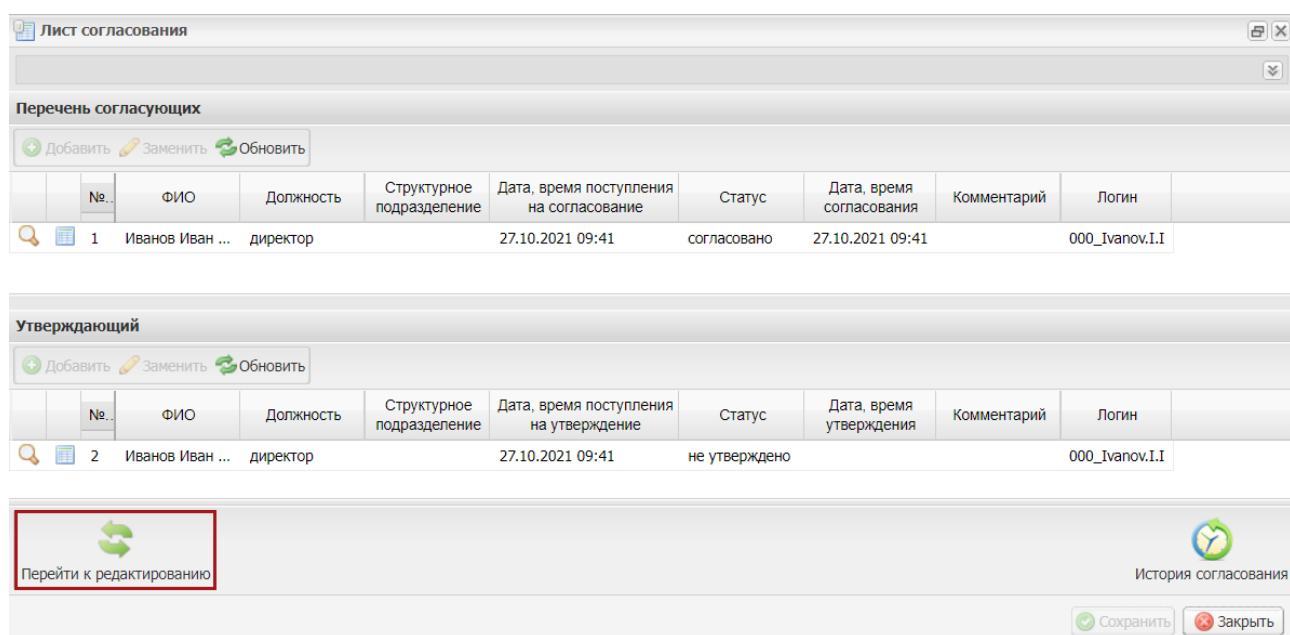 Лист согласования
Перечень согласующих
Добавить Заменить Обновить
№.. ФИО Должность Структурное подразделение Дата, время поступления на согласование Статус Дата, время согласования Комментарий Логин
1 Иванов Иван ... директор 27.10.2021 09:41 согласовано 27.10.2021 09:41 000_Ivanov.I.I
Утверждающий
Добавить Заменить Обновить
№.. ФИО Должность Структурное подразделение Дата, время поступления на утверждение Статус Дата, время утверждения Комментарий Логин
2 Иванов Иван ... директор 27.10.2021 09:41 не утверждено 000_Ivanov.I.I
Перейти к редактированию История согласования
Сохранить Закрыть